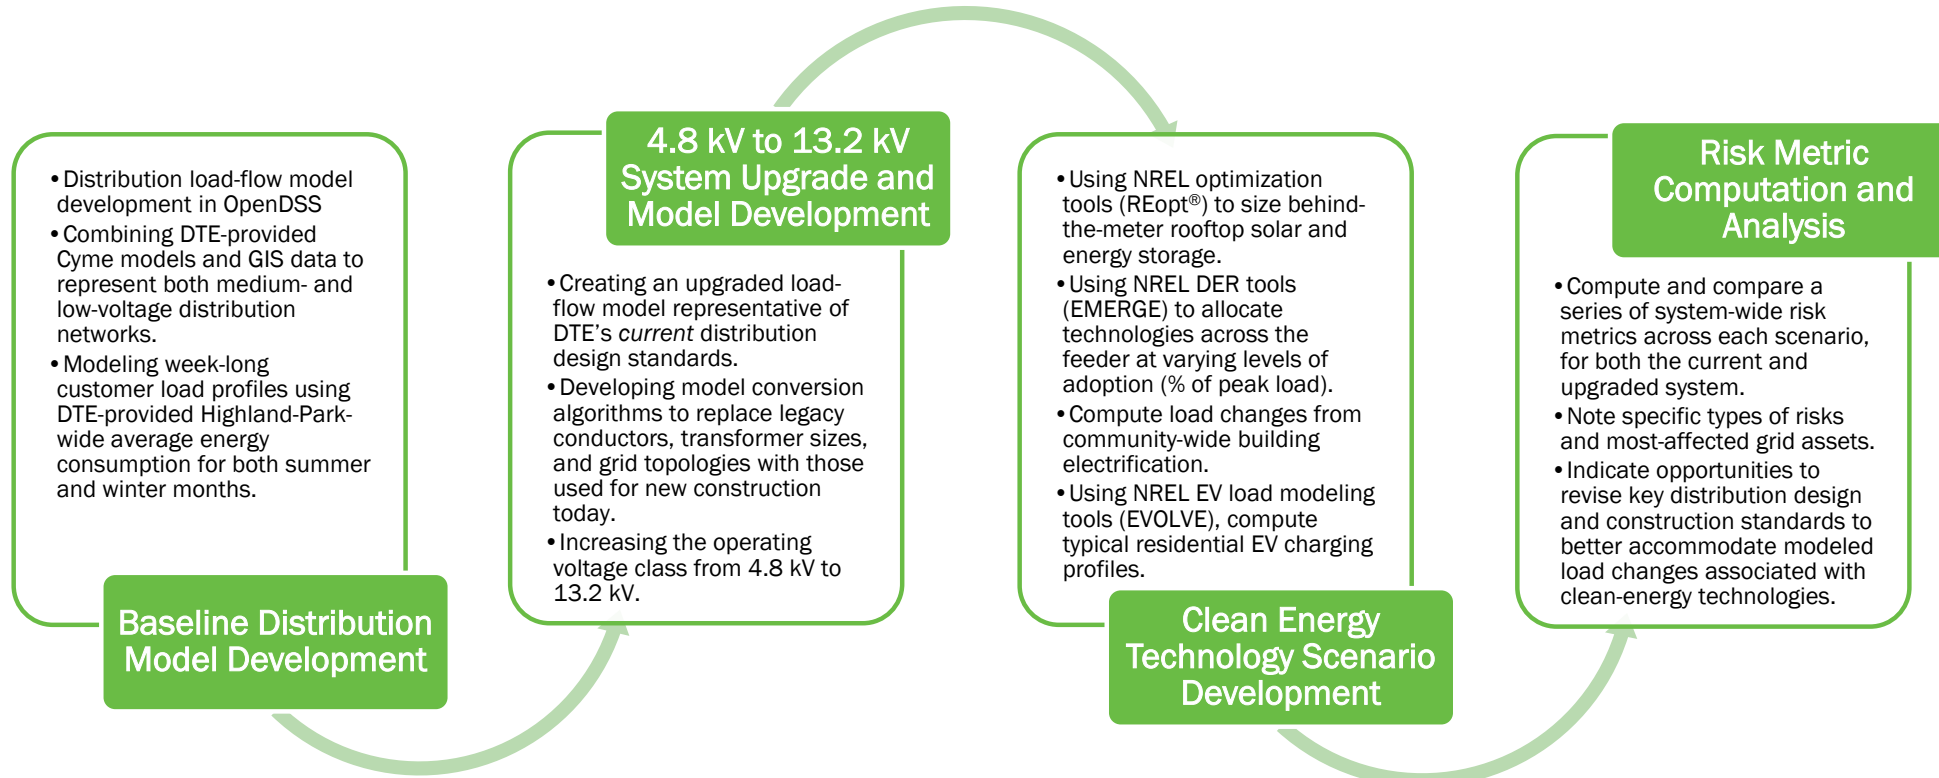 •Distribution load-flow model
development in OpenDSS
•Combining DTE-provided
Cyme models and GIS data to
represent both medium- and
low-voltage distribution
networks.
•Modeling week-long
customer load profiles using
DTE-provided Highland-Park-
wide average energy
consumption for both summer
and winter months.
Baseline Distribution
Model Development
4.8 kV to 13.2 kV
System Upgrade and
Model Development
•Creating an upgraded load-
flow model representative of
DTE’s current distribution
design standards.
•Developing model conversion
algorithms to replace legacy
conductors, transformer sizes,
and grid topologies with those
used for new construction
today.
•Increasing the operating
voltage class from 4.8 kV to
13.2 kV.
•Using NREL optimization
tools (REopt®) to size behind-
the-meter rooftop solar and
energy storage.
•Using NREL DER tools
(EMERGE) to allocate
technologies across the
feeder at varying levels of
adoption (% of peak load).
•Compute load changes from
community-wide building
electrification.
•Using NREL EV load modeling
tools (EVOLVE), compute
typical residential EV charging
profiles.
Clean Energy
Technology Scenario
Development
Risk Metric
Computation and
Analysis
•Compute and compare a
series of system-wide risk
metrics across each scenario,
for both the current and
upgraded system.
•Note specific types of risks
and most-affected grid assets.
•Indicate opportunities to
revise key distribution design
and construction standards to
better accommodate modeled
load changes associated with
clean-energy technologies.